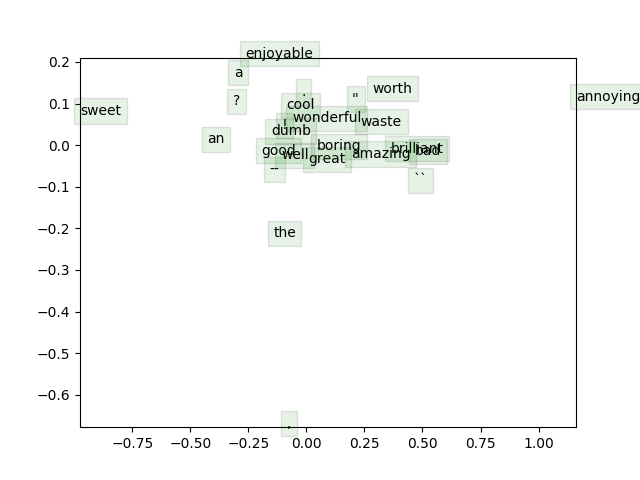 enjoyable
0.2
a
worth
0.1
?
.
"
annoying
cool
sweet
wonderful
waste
!
dumb
an
0.0
good
well
boring
great
amazing
brilliant
bad
--
``
−0.1
the
−0.2
−0.3
−0.4
−0.5
−0.6
,
−0.75 −0.50 −0.25 0.00 0.25 0.50 0.75 1.00